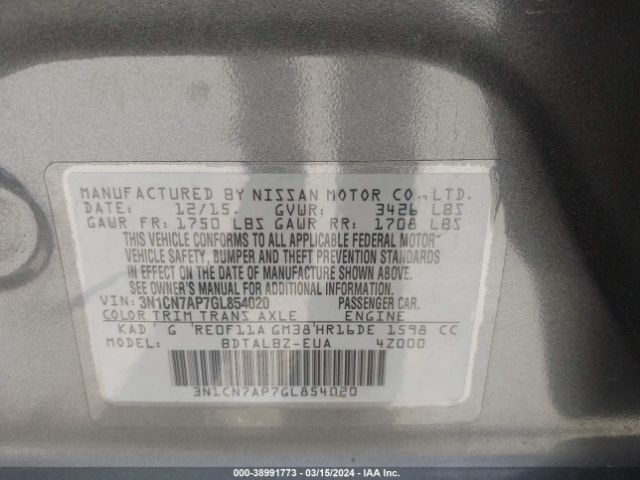 MANUFACTURED BY NISSAN MOTOR CO.,LTD.
DATE: 12/15. GVWR: 3426 LBS
GAWR FR: 1750 LBS GAWR RR: 1708 LBS
THIS VEHICLE CONFORMS TO ALL APPLICABLE FEDERAL MOTOR
VEHICLE SAFETY, BUMPER AND THEFT PREVENTION STANDARDS
IN EFFECT ON THE DATE OF MANUFACTURE SHOWN ABOVE.
SEE OWNER'S MANUAL FOR ADDITIONAL INFORMATION.
VIN: 3N1CN7AP7GL854020 PASSENGER CAR.
COLOR TRIM TRANS AXLE ENGINE
KAD G RE0F11A GM38 HR16DE 1598 CC
MODEL: BDTALBZ-EUA 4Z000
3N1CN7AP7GL854020
000-38991773 — 03/15/2024 — IAA Inc.